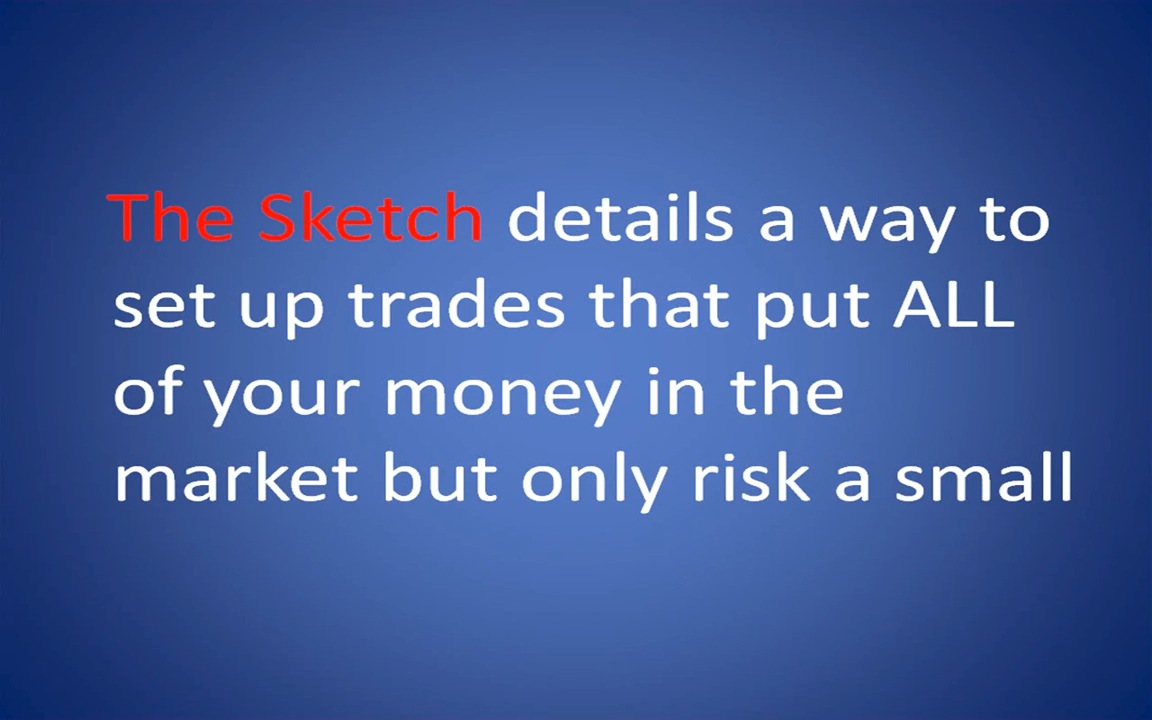 The Sketch details a way to
set up trades that put ALL
of your money in the
market but only risk a small